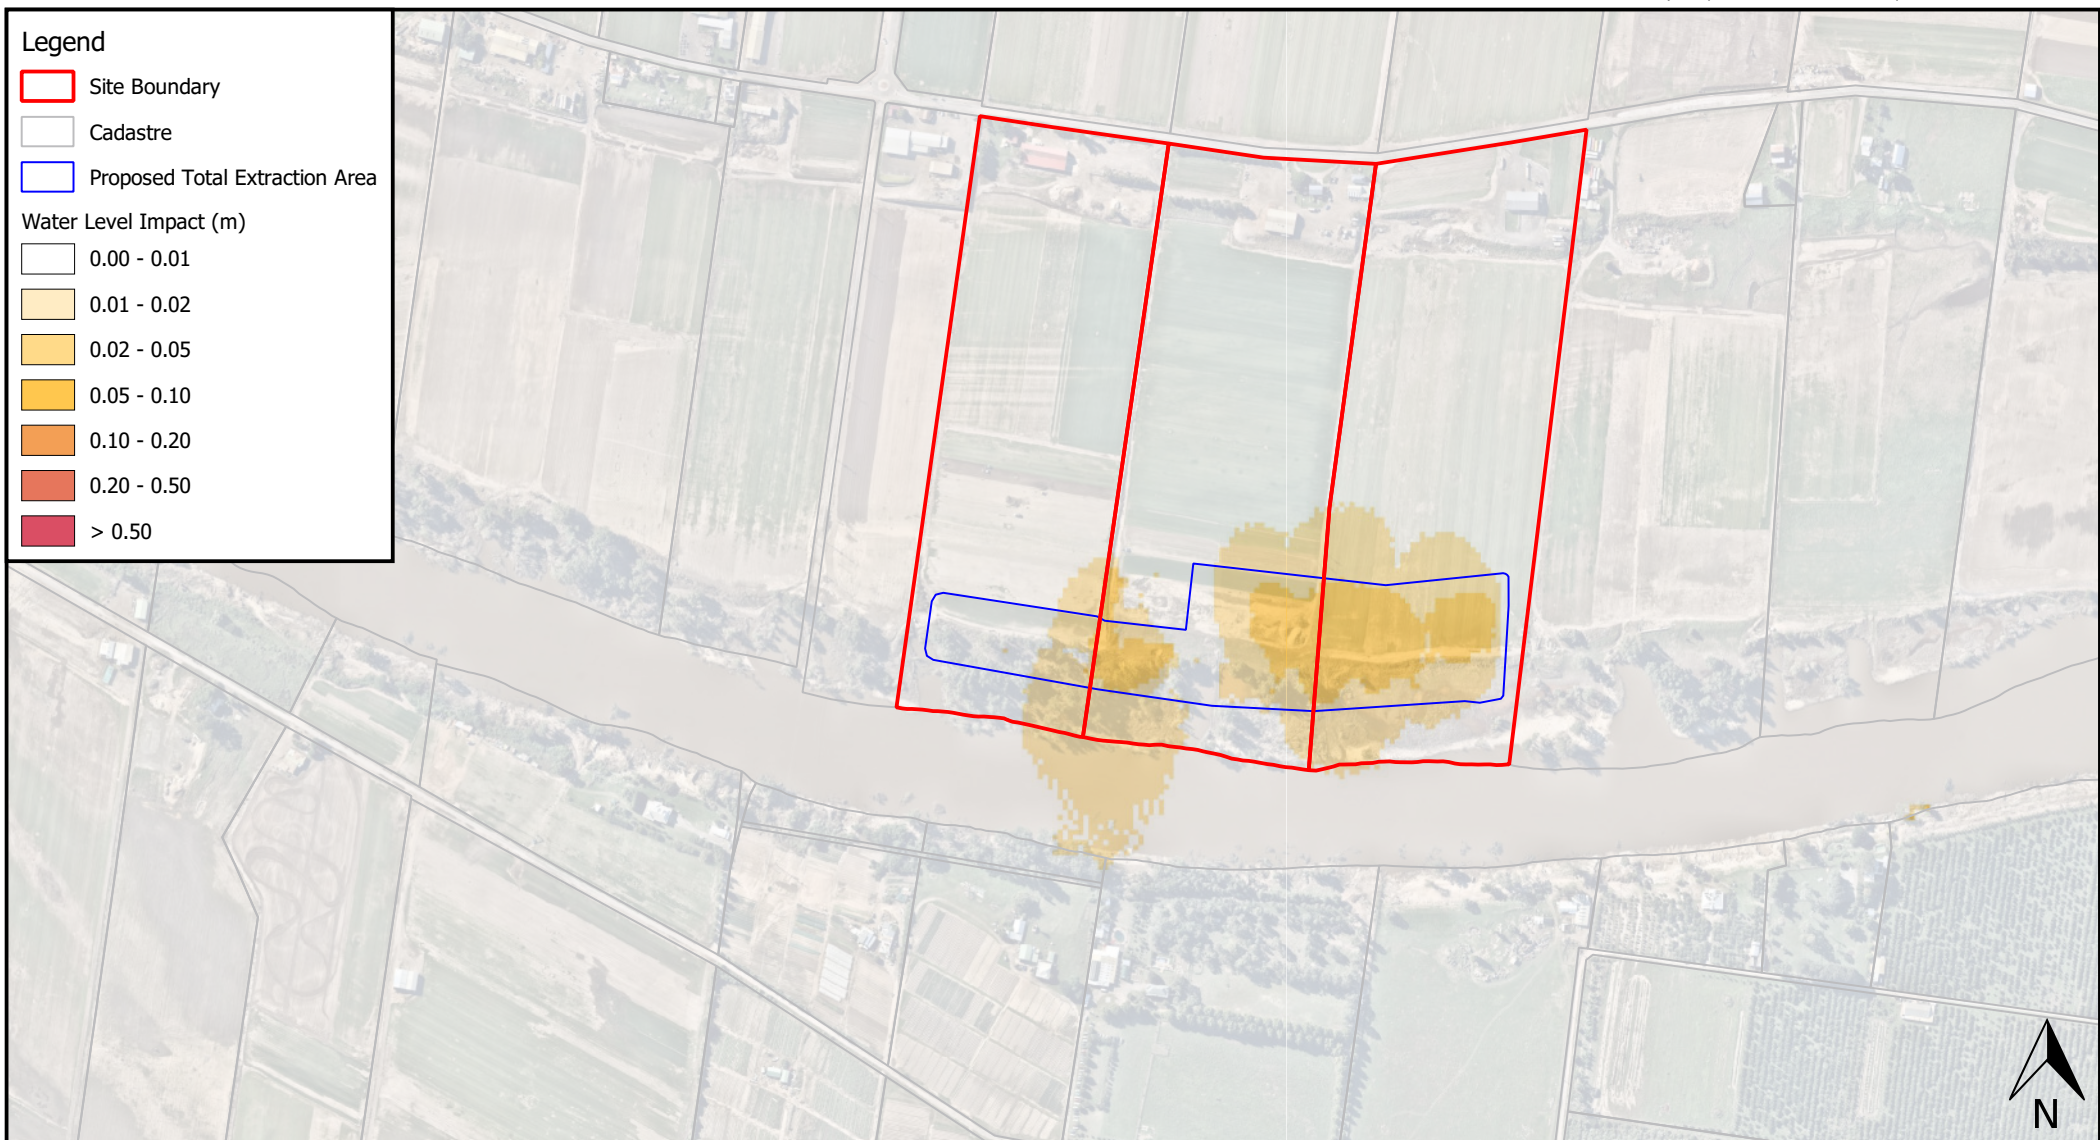 Legend
Site Boundary
Cadastre
Proposed Total Extraction Area
Water Level Impact (m)
0.00 - 0.01
0.01 - 0.02
0.02 - 0.05
0.05 - 0.10
0.10 - 0.20
0.20 - 0.50
> 0.50
N